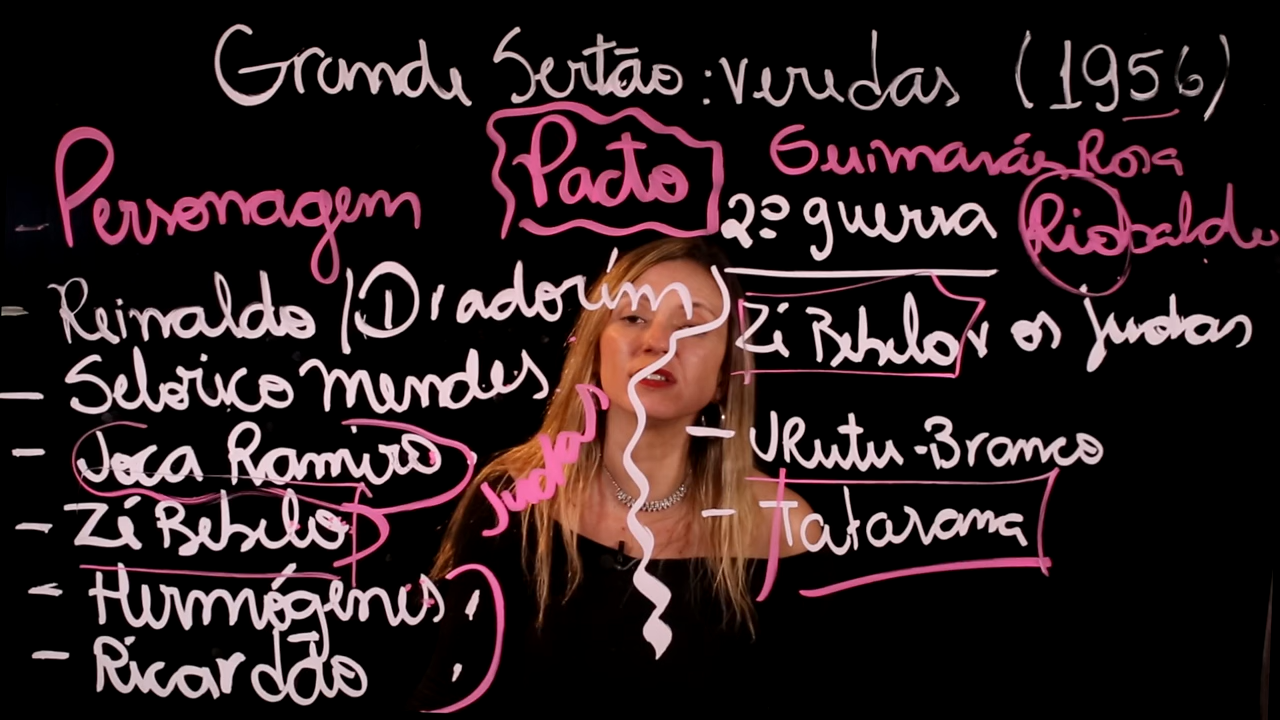 Grande Sertão: veredas (1956)
Pacto
Guimarães Rosa
Personagem
2ª guerra
Riobaldo
- Reinaldo (Diadorim)
Zé Bebelo x os judas
- Selorico Mendes
- Joca Ramiro
Judas
- URutu-Branco
- Zé Bebelo
- Tatarana
- Hermógenes
- Ricardão